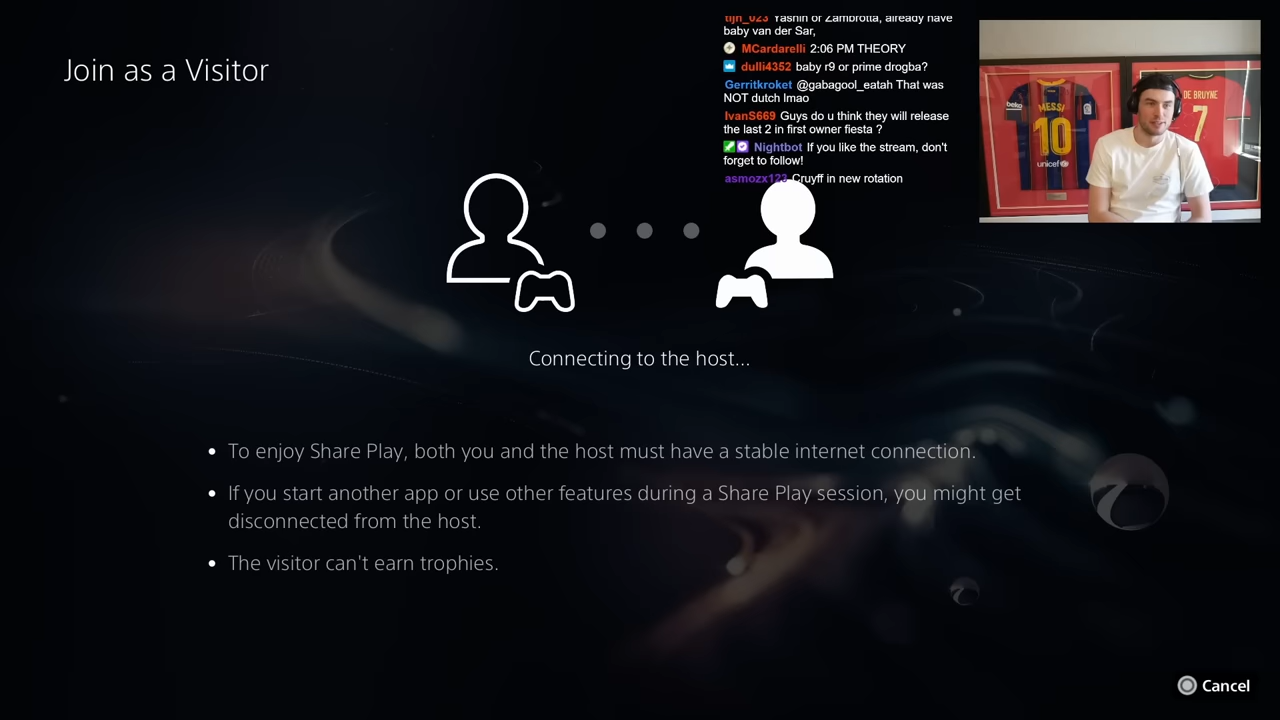 Join as a Visitor
tijn_023 Yashin or Zambrotta, already have
baby van der Sar,
MCardarelli 2:06 PM THEORY
dulli4352 baby r9 or prime drogba?
Gerritkroket @gabagool_eatah That was
NOT dutch lmao
IvanS669 Guys do u think they will release
the last 2 in first owner fiesta ?
Nightbot If you like the stream, don't
forget to follow!
asmozx123 Cruyff in new rotation
beko
MESSI
10
unicef
DE BRUYNE
7
Connecting to the host...
• To enjoy Share Play, both you and the host must have a stable internet connection.
• If you start another app or use other features during a Share Play session, you might get
disconnected from the host.
• The visitor can't earn trophies.
Cancel